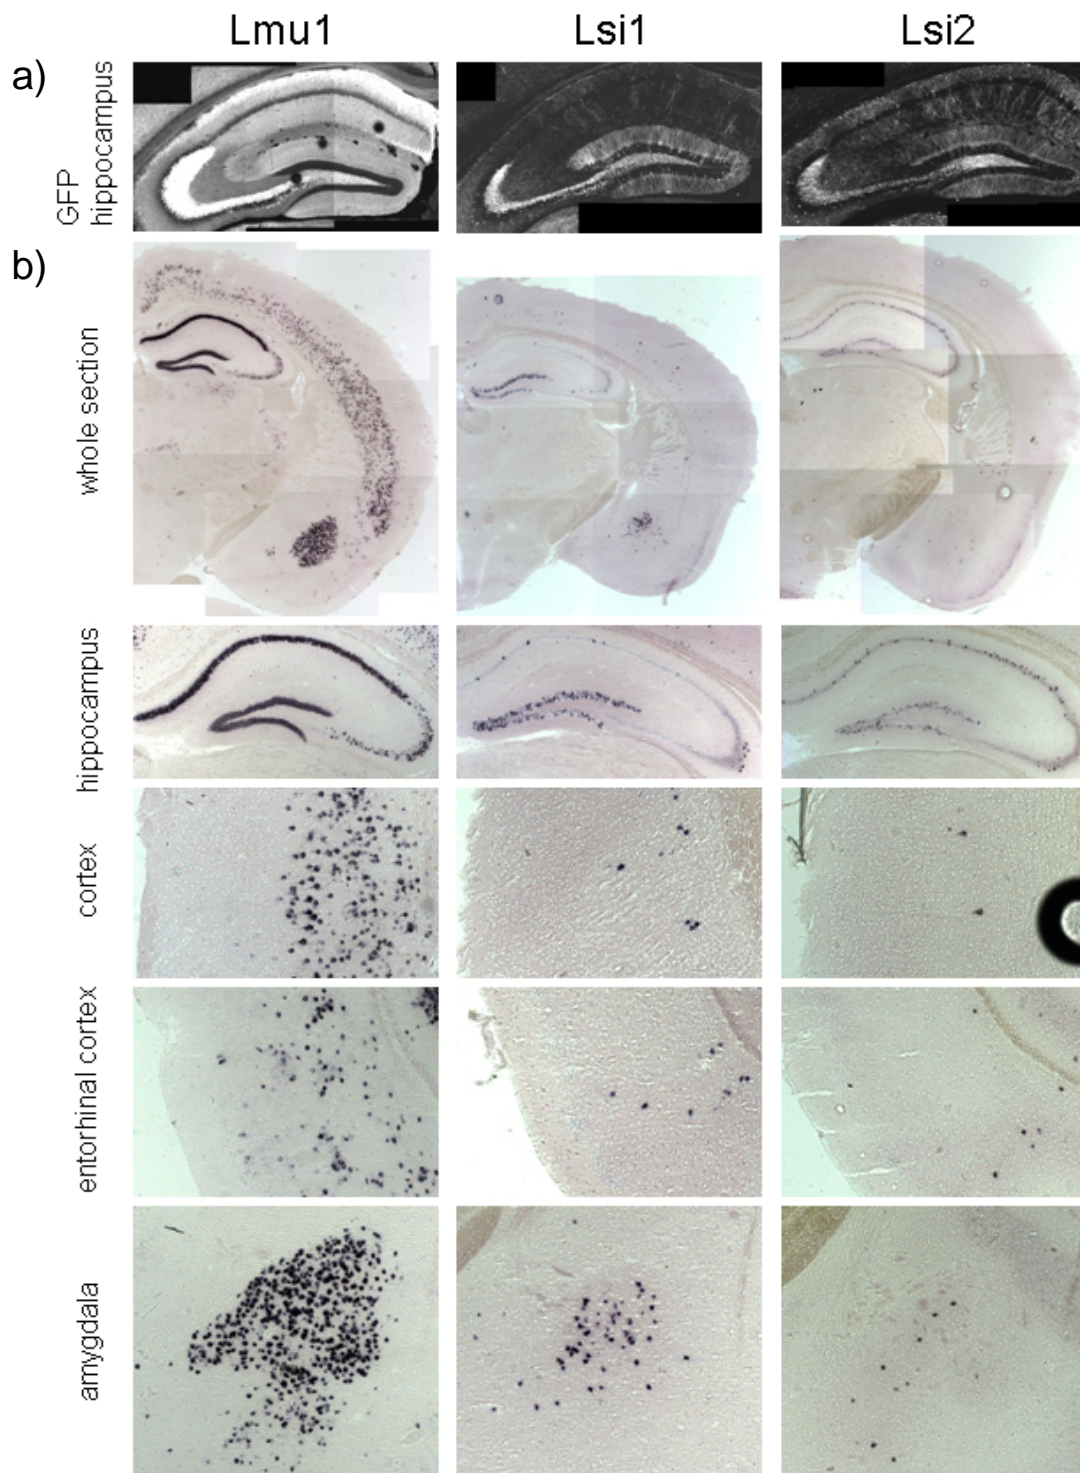 Lmu1 Lsi1 Lsi2
a)
GFP
hippocampus
b)
whole section
hippocampus
cortex
entorhinal cortex
amygdala